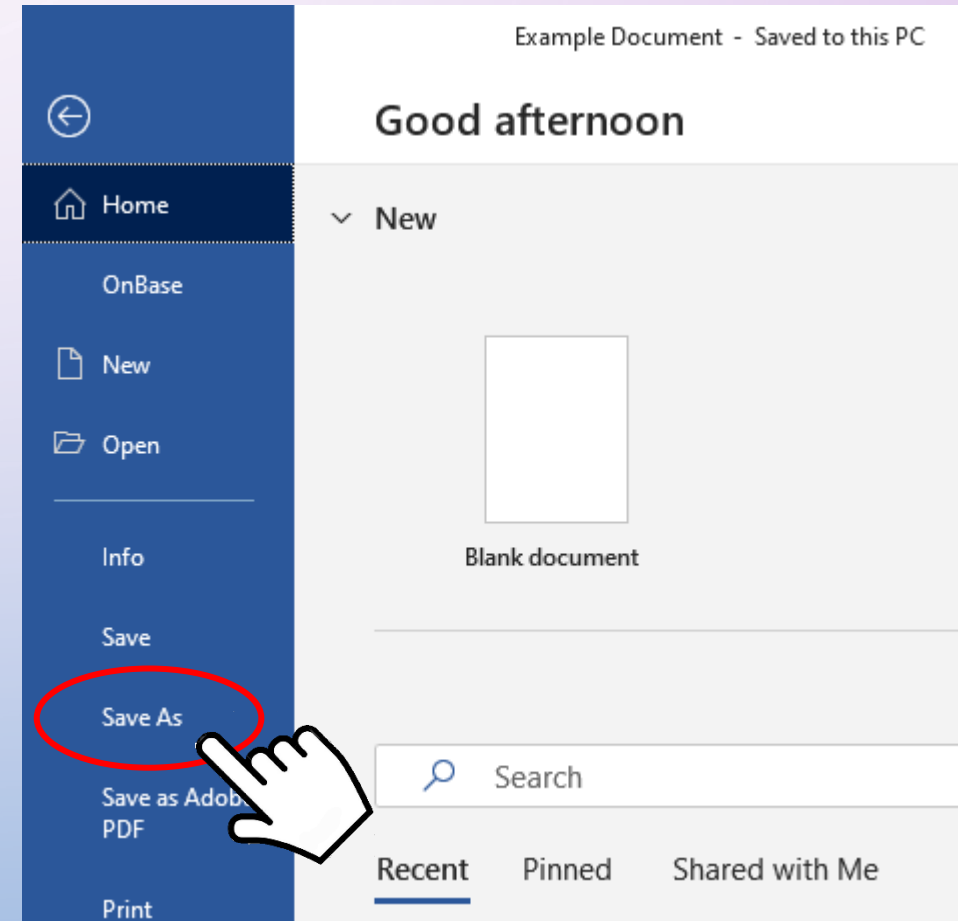 Example Document - Saved to this PC
Good afternoon
Home
OnBase
New
Open
Info
Save
Save As
Save as Adobe
PDF
Print
New
Blank document
Search
Recent Pinned Shared with Me